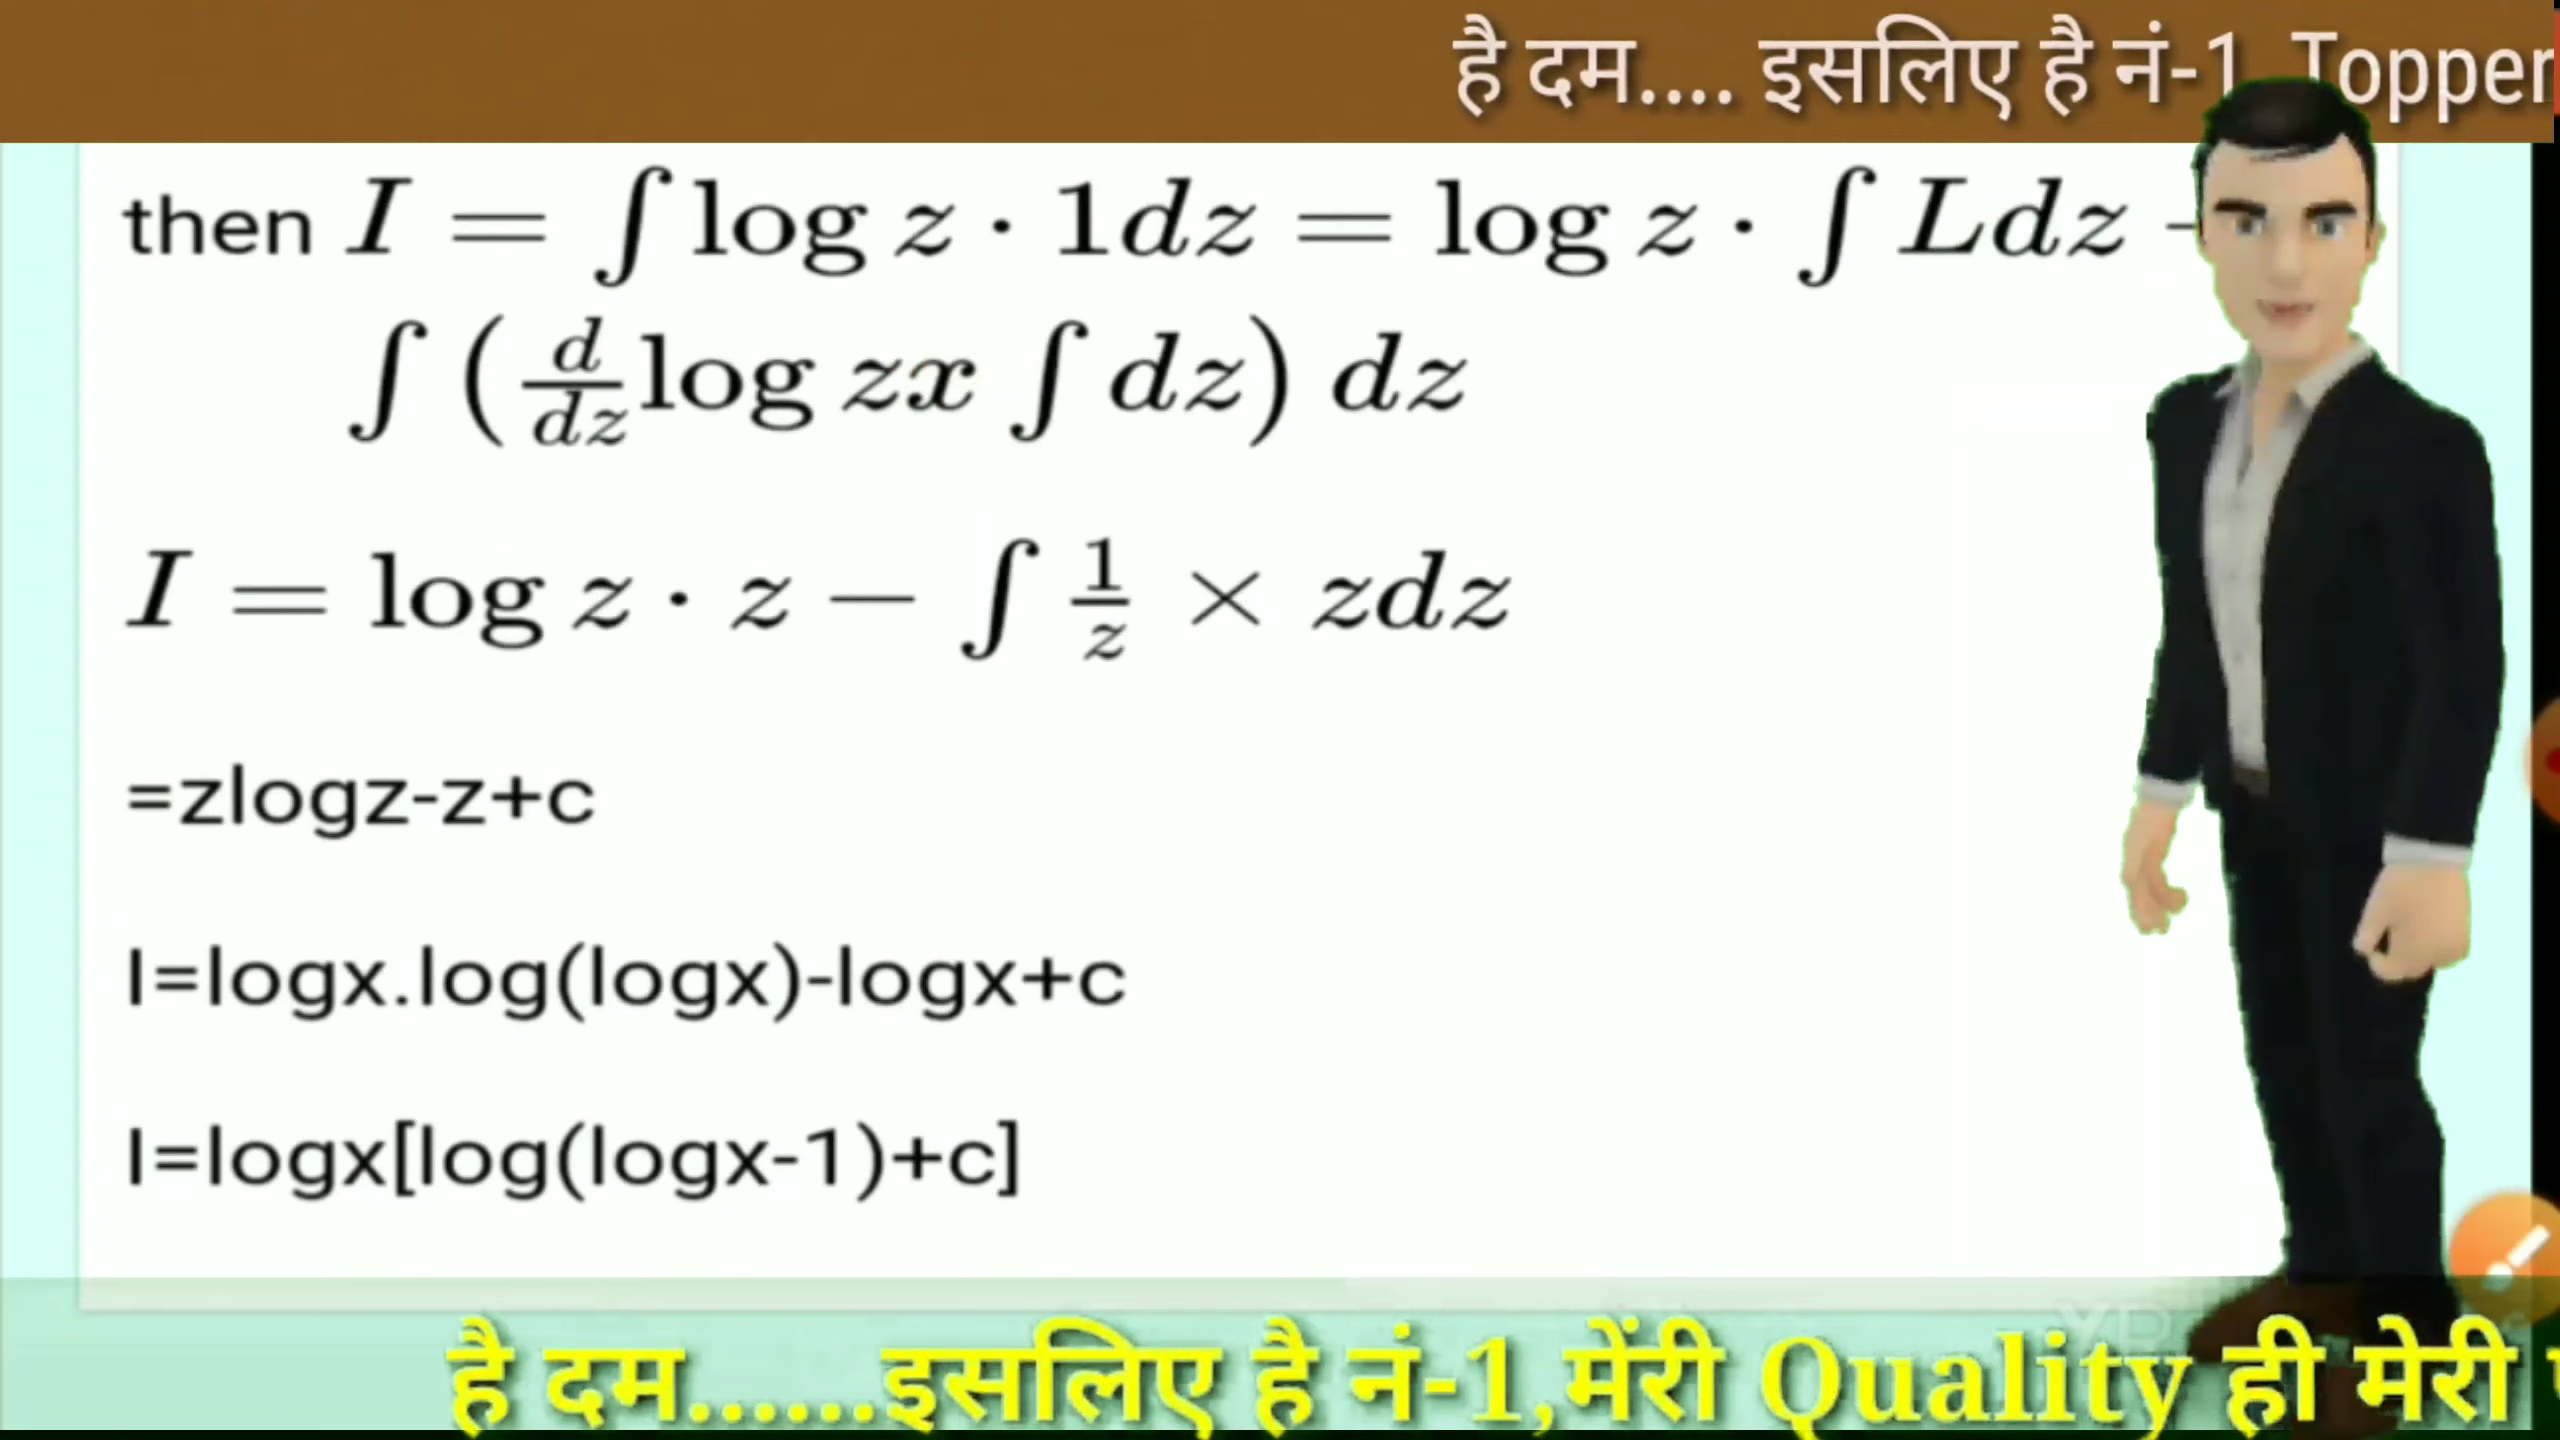 है दम.... इसलिए है नं-1, Topper
then I = ∫ log z · 1dz = log z · ∫ Ldz −
∫ (d/dz log zx ∫ dz) dz
I = log z · z − ∫ 1/z × zdz
=zlogz-z+c
I=logx.log(logx)-logx+c
I=logx[log(logx-1)+c]
है दम......इसलिए है नं-1,मेंरी Quality ही मेरी